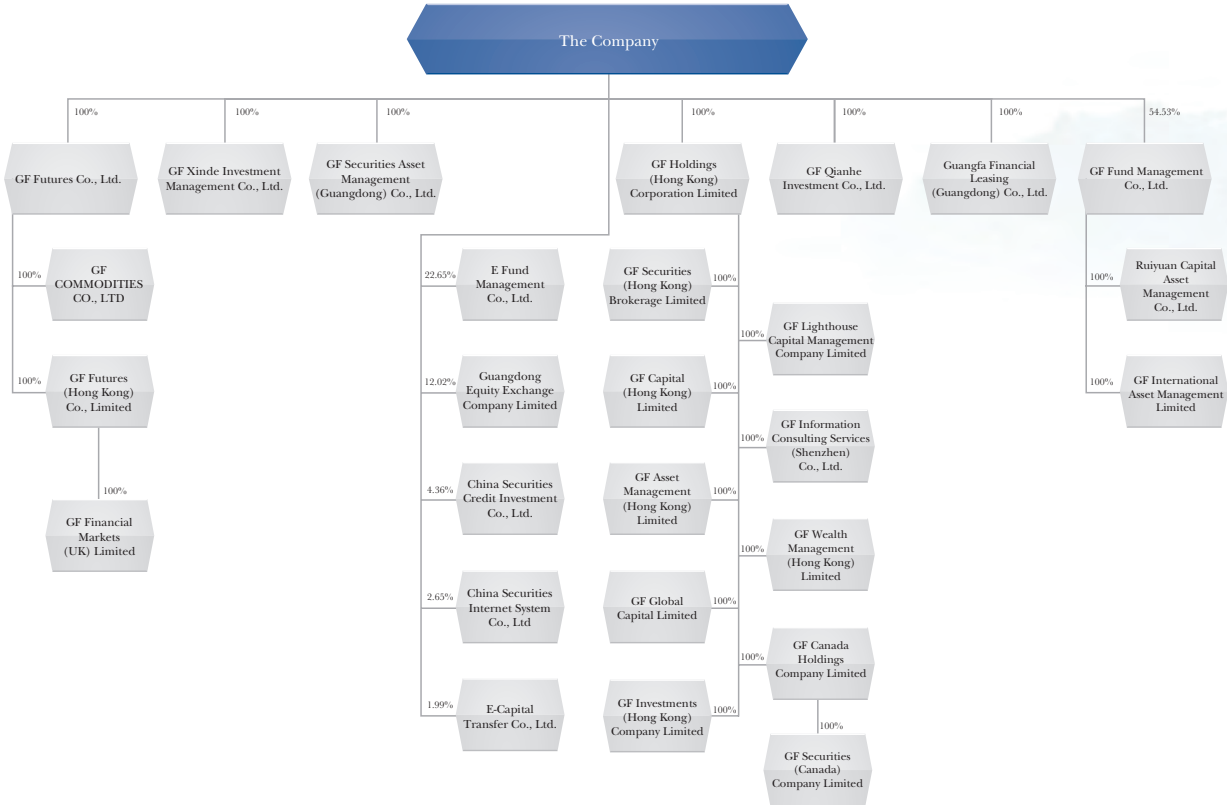 The Company
100%
100%
100%
100%
100%
100%
54.53%
GF Futures Co., Ltd.
GF Xinde Investment
Management Co., Ltd.
GF Securities Asset
Management
(Guangdong) Co., Ltd.
GF Holdings
(Hong Kong)
Corporation Limited
GF Qianhe
Investment Co., Ltd.
Guangfa Financial
Leasing
(Guangdong) Co., Ltd.
GF Fund Management
Co., Ltd.
100%
GF
COMMODITIES
CO., LTD
100%
GF Futures
(Hong Kong)
Co., Limited
100%
GF Financial
Markets
(UK) Limited
22.65%
E Fund
Management
Co., Ltd.
12.02%
Guangdong
Equity Exchange
Company Limited
4.36%
China Securities
Credit Investment
Co., Ltd.
2.65%
China Securities
Internet System
Co., Ltd
1.99%
E-Capital
Transfer Co., Ltd.
GF Securities
(Hong Kong)
Brokerage Limited
100%
GF Capital
(Hong Kong)
Limited
100%
GF Asset
Management
(Hong Kong)
Limited
100%
GF Global
Capital Limited
100%
GF Investments
(Hong Kong)
Company Limited
100%
100%
GF Lighthouse
Capital Management
Company Limited
100%
GF Information
Consulting Services
(Shenzhen)
Co., Ltd.
100%
GF Wealth
Management
(Hong Kong)
Limited
100%
GF Canada
Holdings
Company Limited
100%
GF Securities
(Canada)
Company Limited
100%
Ruiyuan Capital
Asset
Management
Co., Ltd.
100%
GF International
Asset Management
Limited